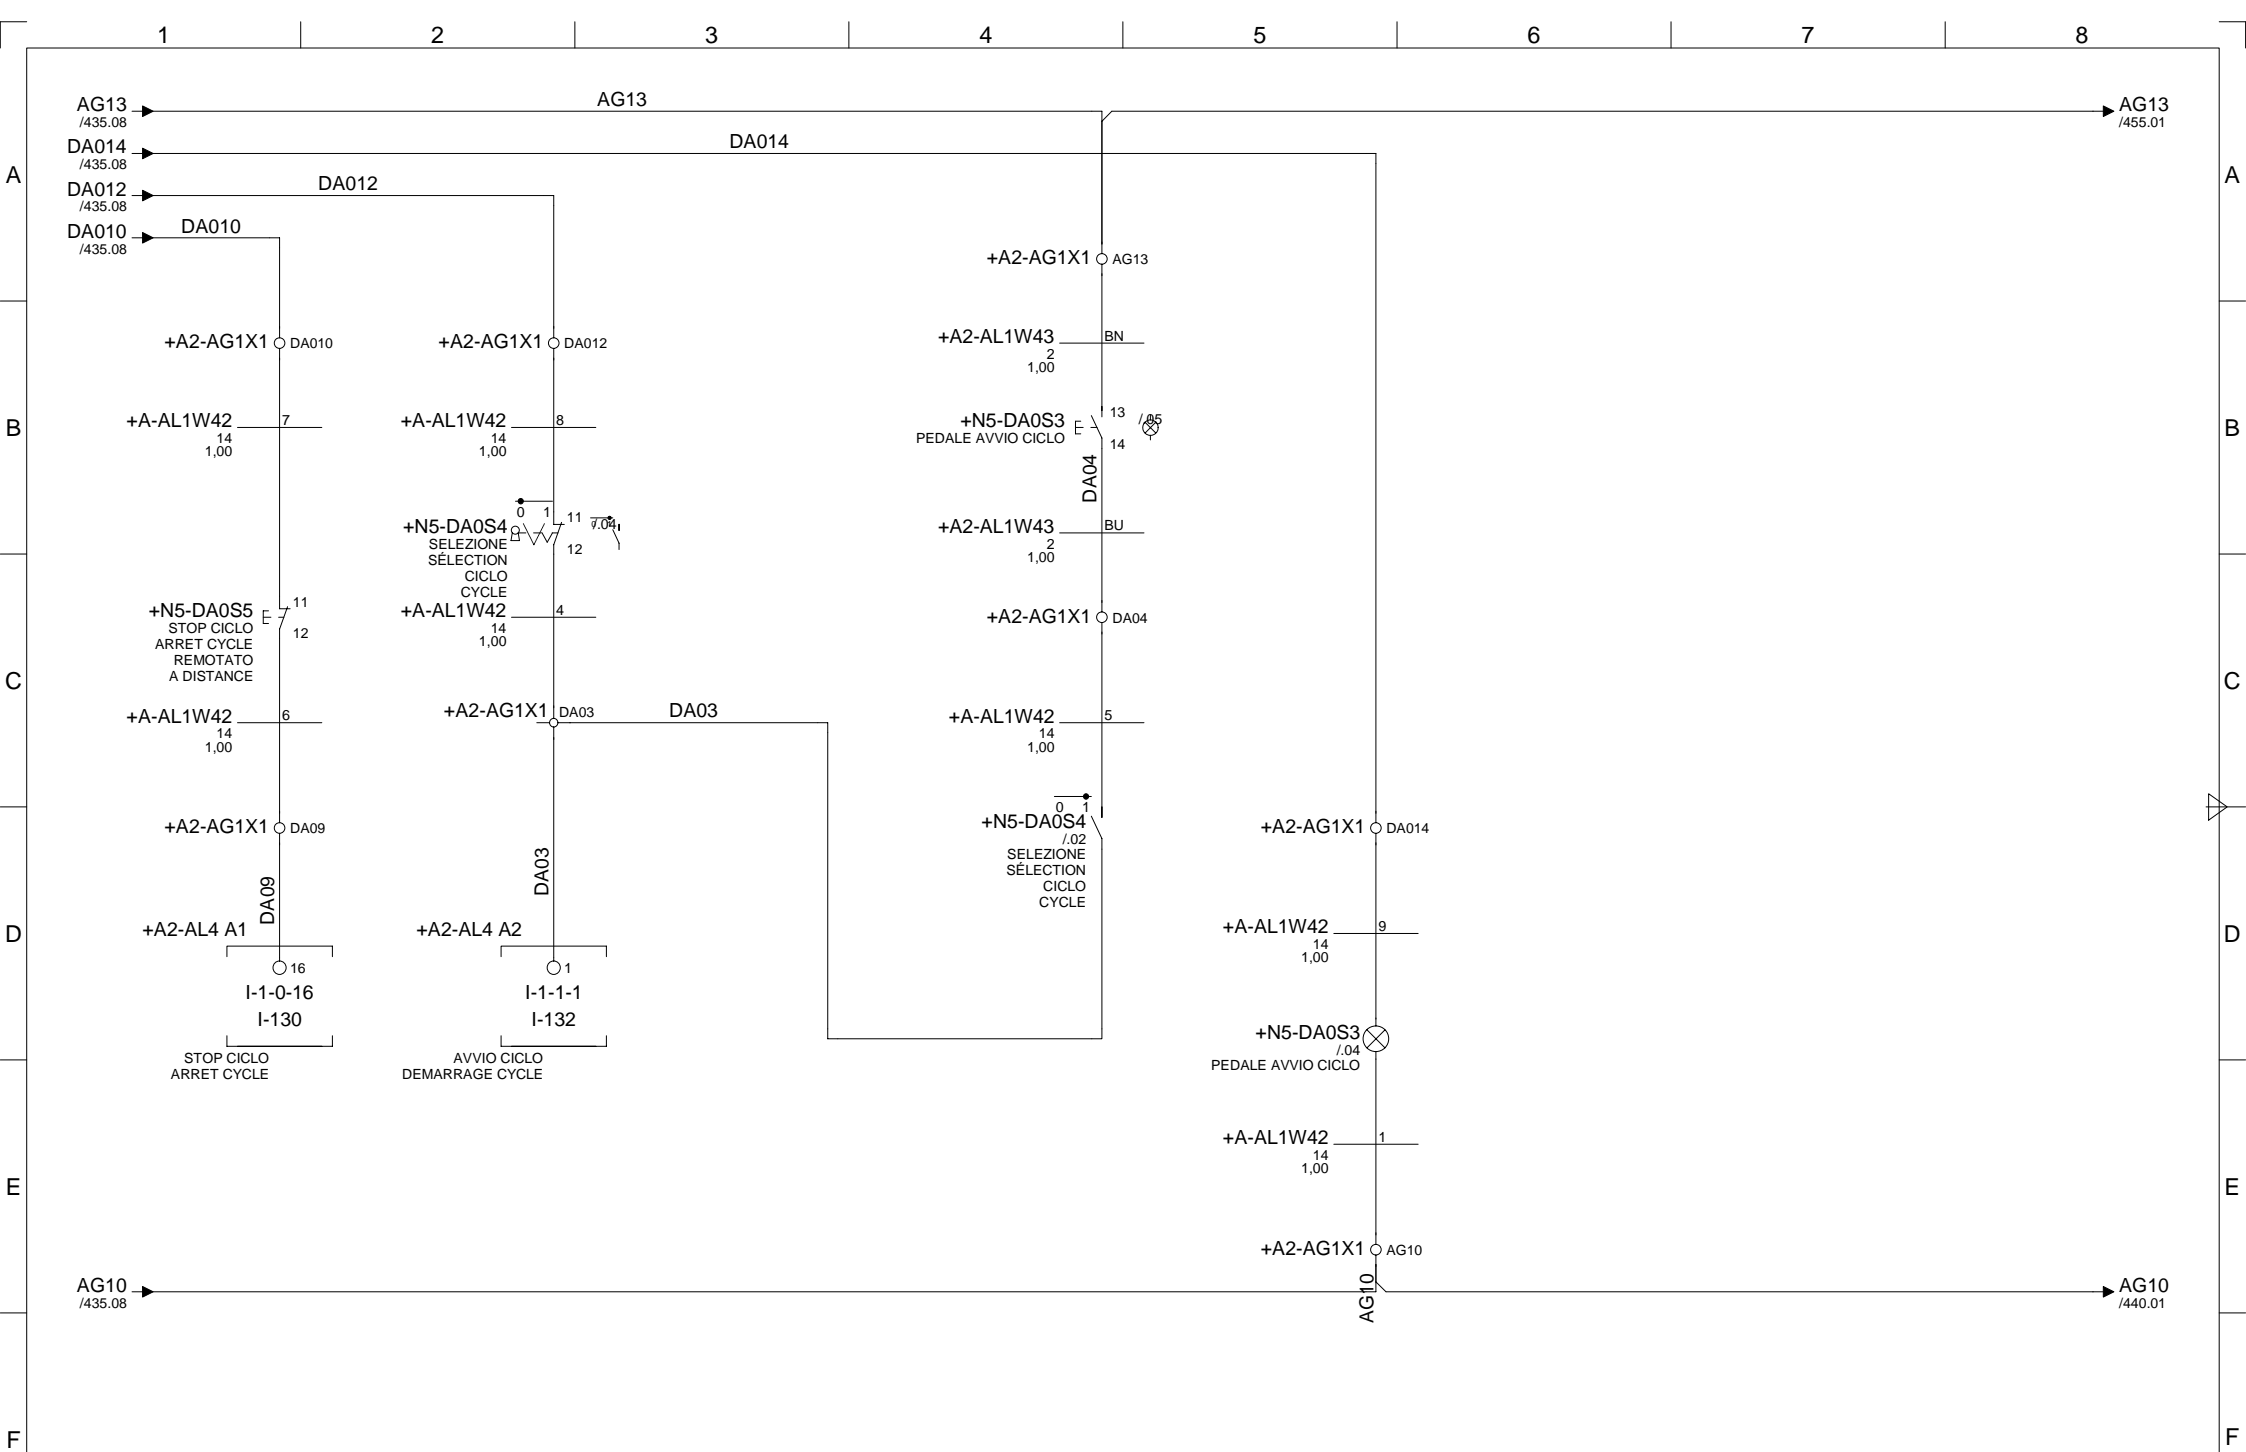 1 2 3 4 5 6 7 8
AG13 AG13 AG13
/435.08 /455.01
DA014 DA014
/435.08
A A
DA012 DA012
/435.08
DA010 DA010
/435.08
+A2-AG1X1 AG13
+A2-AG1X1 DA010 +A2-AG1X1 DA012 +A2-AL1W43 BN
2
1,00
+A-AL1W42 7 +A-AL1W42 8 +N5-DA0S3 13 /.05
14 14 PEDALE AVVIO CICLO 14
1,00 1,00
B B
DA04
0 1
+N5-DA0S4 11 /.04 +A2-AL1W43 BU
SELEZIONE 12 2
SÉLECTION 1,00
CICLO
CYCLE
+N5-DA0S5 11 +A-AL1W42 4 +A2-AG1X1 DA04
STOP CICLO 12 14
ARRET CYCLE 1,00
REMOTATO
A DISTANCE
C C
+A-AL1W42 6 +A2-AG1X1 DA03 DA03 +A-AL1W42 5
14 14
1,00 1,00
0 1
+A2-AG1X1 DA09 +N5-DA0S4 +A2-AG1X1 DA014
/.02
SELEZIONE
SÉLECTION
CICLO
CYCLE
DA09 DA03
D D
+A2-AL4 A1 +A2-AL4 A2 +A-AL1W42 9
14
1,00
16 1
I-1-0-16 I-1-1-1
I-130 I-132
+N5-DA0S3
/.04
PEDALE AVVIO CICLO
STOP CICLO AVVIO CICLO
ARRET CYCLE DEMARRAGE CYCLE
+A-AL1W42 1
14
1,00
E E
+A2-AG1X1 AG10
AG10 AG10 AG10
/435.08 /440.01
F F